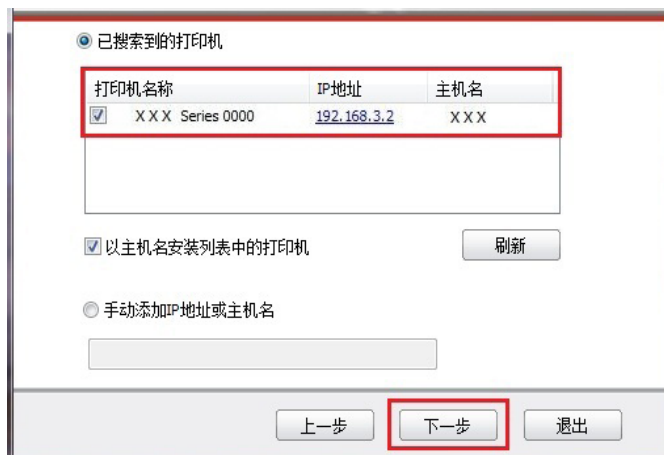 已搜索到的打印机
打印机名称 IP地址 主机名
XXX Series 0000 192.168.3.2 XXX
以主机名安装列表中的打印机 刷新
手动添加IP地址或主机名
上一步 下一步 退出